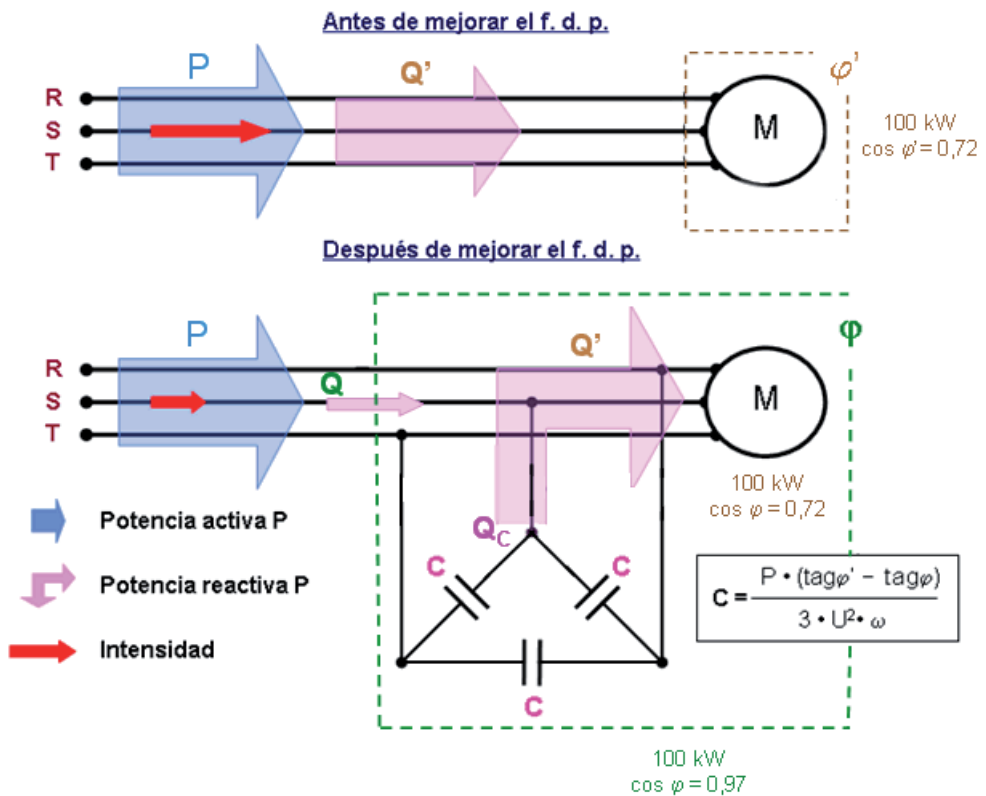 Antes de mejorar el f. d. p.
P
Q’
φ’
R
S
T
M
100 kW
cos φ’ = 0,72
Después de mejorar el f. d. p.
P
Q’
φ
R
S
T
Q
M
100 kW
cos φ = 0,72
Potencia activa P
Q_C
C
C
Potencia reactiva P
C = P • (tagφ’ − tagφ) / 3 • U² • ω
Intensidad
C
100 kW
cos φ = 0,97